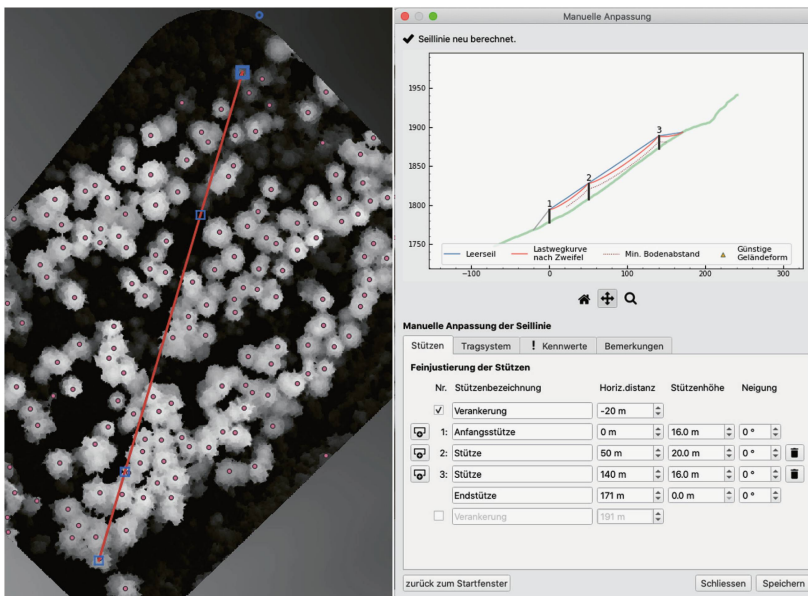 Manuelle Anpassung
✔ Seillinie neu berechnet.
1950
1900
1850
1800
1750
1
2
3
Leerseil
Lastwegkurve
nach Zweifel
Min. Bodenabstand
Günstige
Geländeform
−100 0 100 200 300
Manuelle Anpassung der Seillinie
Stützen Tragsystem ! Kennwerte Bemerkungen
Feinjustierung der Stützen
Nr. Stützenbezeichnung Horiz.distanz Stützenhöhe Neigung
Verankerung -20 m
1: Anfangsstütze 0 m 16.0 m 0 °
2: Stütze 50 m 20.0 m 0 °
3: Stütze 140 m 16.0 m 0 °
Endstütze 171 m 0.0 m 0 °
Verankerung 191 m
zurück zum Startfenster Schliessen Speichern